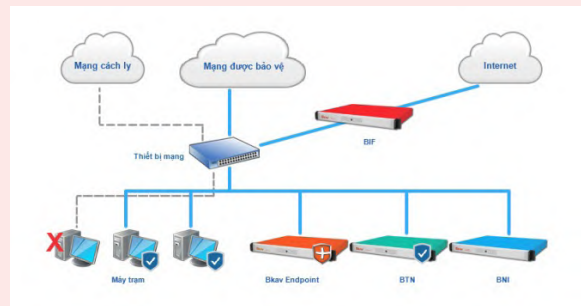 Mạng cách ly
Mạng được bảo vệ
Internet
BIF
Thiết bị mạng
Máy trạm
Bkav Endpoint
BTN
BNI